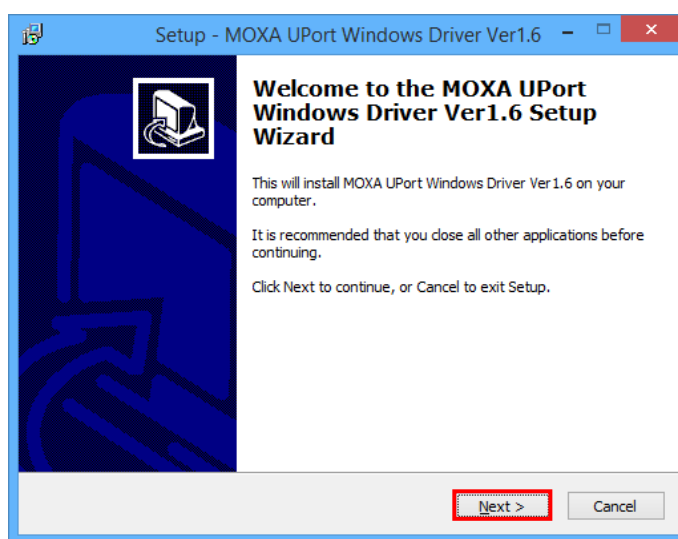 Setup - MOXA UPort Windows Driver Ver1.6
Welcome to the MOXA UPort
Windows Driver Ver1.6 Setup
Wizard
This will install MOXA UPort Windows Driver Ver1.6 on your
computer.
It is recommended that you close all other applications before
continuing.
Click Next to continue, or Cancel to exit Setup.
Next >
Cancel